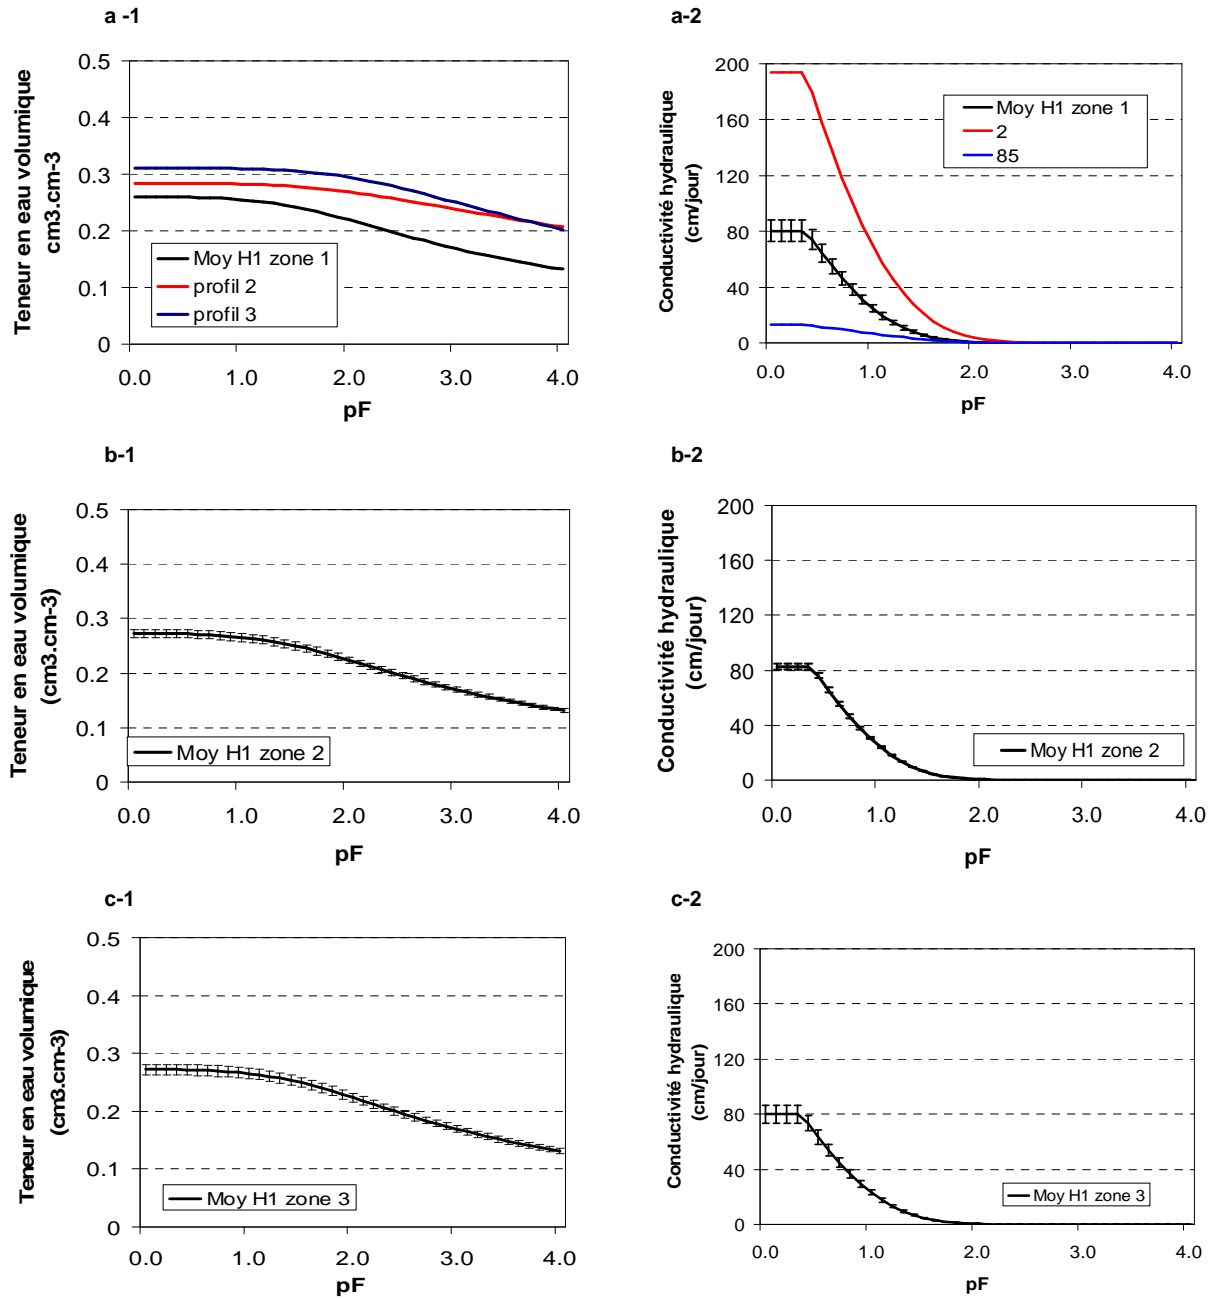 a -1
Teneur en eau volumique
cm3.cm-3
0.5
0.4
0.3
0.2
0.1
0
Moy H1 zone 1
profil 2
profil 3
0.0 1.0 2.0 3.0 4.0
pF
a-2
Conductivité hydraulique
(cm/jour)
200
160
120
80
40
0
Moy H1 zone 1
2
85
0.0 1.0 2.0 3.0 4.0
pF
b-1
Teneur en eau volumique
(cm3.cm-3)
0.5
0.4
0.3
0.2
0.1
0
Moy H1 zone 2
0.0 1.0 2.0 3.0 4.0
pF
b-2
Conductivité hydraulique
(cm/jour)
200
160
120
80
40
0
Moy H1 zone 2
0.0 1.0 2.0 3.0 4.0
pF
c-1
Teneur en eau volumique
(cm3.cm-3)
0.5
0.4
0.3
0.2
0.1
0
Moy H1 zone 3
0.0 1.0 2.0 3.0 4.0
pF
c-2
Conductivité hydraulique
(cm/jour)
200
160
120
80
40
0
Moy H1 zone 3
0.0 1.0 2.0 3.0 4.0
pF